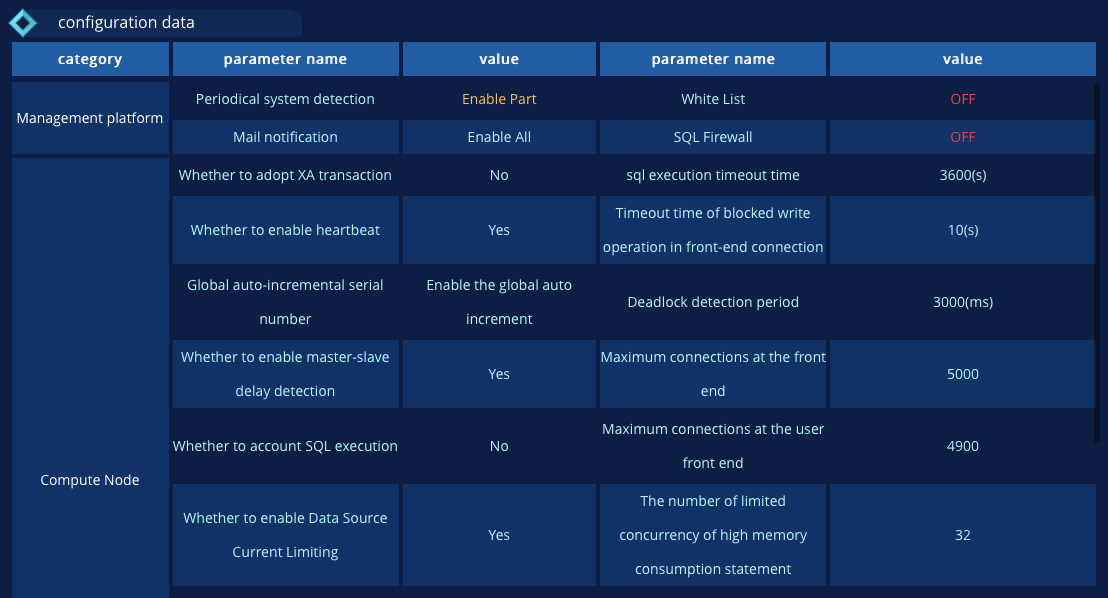 configuration data
category
parameter name
value
parameter name
value
Management platform
Periodical system detection
Enable Part
White List
OFF
Mail notification
Enable All
SQL Firewall
OFF
Compute Node
Whether to adopt XA transaction
No
sql execution timeout time
3600(s)
Whether to enable heartbeat
Yes
Timeout time of blocked write
operation in front-end connection
10(s)
Global auto-incremental serial
number
Enable the global auto
increment
Deadlock detection period
3000(ms)
Whether to enable master-slave
delay detection
Yes
Maximum connections at the front
end
5000
Whether to account SQL execution
No
Maximum connections at the user
front end
4900
Whether to enable Data Source
Current Limiting
Yes
The number of limited
concurrency of high memory
consumption statement
32